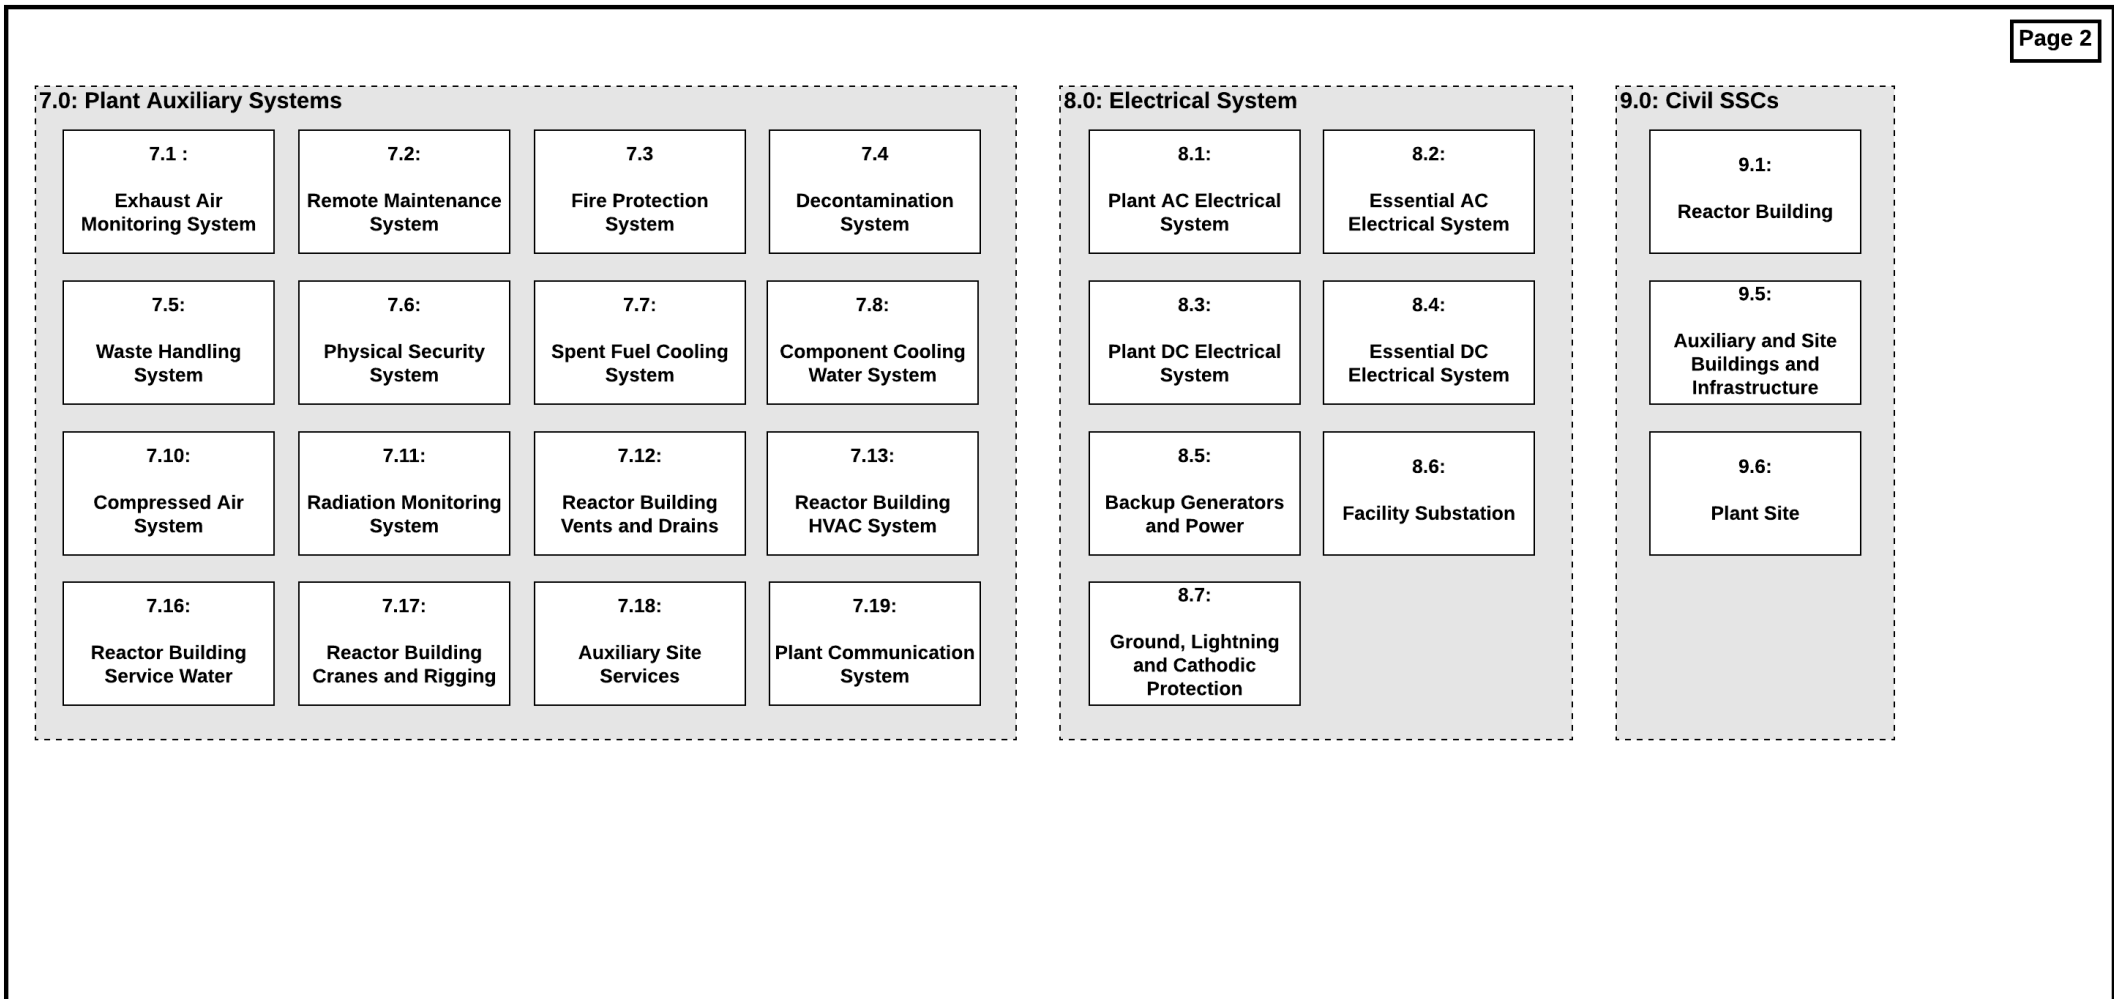 Page 2
7.0: Plant Auxiliary Systems
7.1 :
Exhaust Air
Monitoring System
7.2:
Remote Maintenance
System
7.3
Fire Protection
System
7.4
Decontamination
System
7.5:
Waste Handling
System
7.6:
Physical Security
System
7.7:
Spent Fuel Cooling
System
7.8:
Component Cooling
Water System
7.10:
Compressed Air
System
7.11:
Radiation Monitoring
System
7.12:
Reactor Building
Vents and Drains
7.13:
Reactor Building
HVAC System
7.16:
Reactor Building
Service Water
7.17:
Reactor Building
Cranes and Rigging
7.18:
Auxiliary Site
Services
7.19:
Plant Communication
System
8.0: Electrical System
8.1:
Plant AC Electrical
System
8.2:
Essential AC
Electrical System
8.3:
Plant DC Electrical
System
8.4:
Essential DC
Electrical System
8.5:
Backup Generators
and Power
8.6:
Facility Substation
8.7:
Ground, Lightning
and Cathodic
Protection
9.0: Civil SSCs
9.1:
Reactor Building
9.5:
Auxiliary and Site
Buildings and
Infrastructure
9.6:
Plant Site